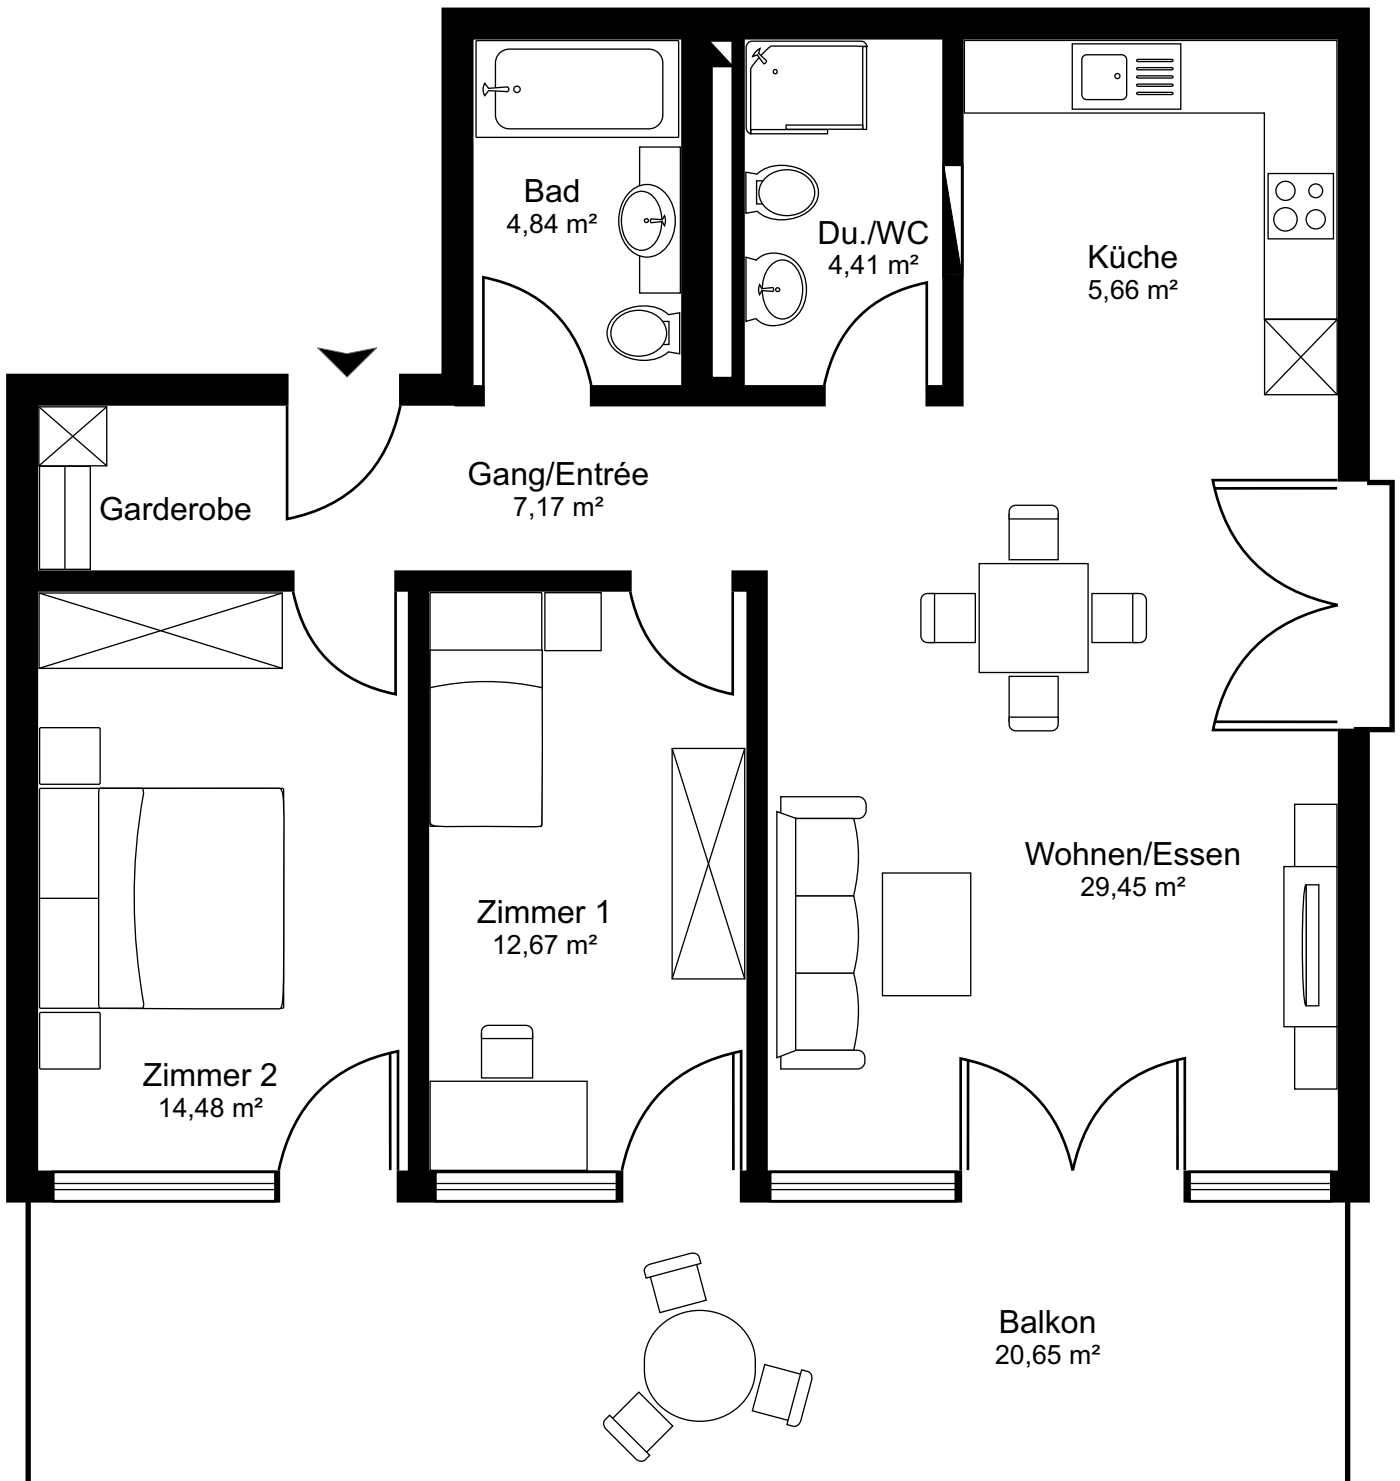 Bad
4,84 m²
Du./WC
4,41 m²
Küche
5,66 m²
Gang/Entrée
7,17 m²
Garderobe
Wohnen/Essen
29,45 m²
Zimmer 1
12,67 m²
Zimmer 2
14,48 m²
Balkon
20,65 m²